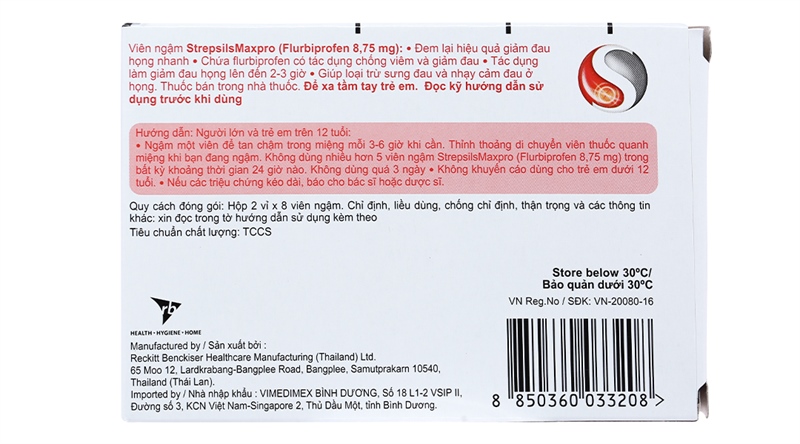 Viên ngậm StrepsilsMaxpro (Flurbiprofen 8,75 mg): • Đem lại hiệu quả giảm đau
họng nhanh • Chứa flurbiprofen có tác dụng chống viêm và giảm đau • Tác dụng
làm giảm đau họng lên đến 2-3 giờ • Giúp loại trừ sưng đau và nhạy cảm đau ở
họng. Thuốc bán trong nhà thuốc. Để xa tầm tay trẻ em. Đọc kỹ hướng dẫn sử
dụng trước khi dùng
Hướng dẫn: Người lớn và trẻ em trên 12 tuổi:
• Ngậm một viên để tan chậm trong miệng mỗi 3-6 giờ khi cần. Thỉnh thoảng di chuyển viên thuốc quanh
miệng khi bạn đang ngậm. Không dùng nhiều hơn 5 viên ngậm StrepsilsMaxpro (Flurbiprofen 8,75 mg) trong
bất kỳ khoảng thời gian 24 giờ nào. Không dùng quá 3 ngày • Không khuyến cáo dùng cho trẻ em dưới 12
tuổi. • Nếu các triệu chứng kéo dài, báo cho bác sĩ hoặc dược sĩ.
Quy cách đóng gói: Hộp 2 vỉ x 8 viên ngậm. Chỉ định, liều dùng, chống chỉ định, thận trọng và các thông tin
khác: xin đọc trong tờ hướng dẫn sử dụng kèm theo
Tiêu chuẩn chất lượng: TCCS
Store below 30ºC/
Bảo quản dưới 30ºC
VN Reg.No / SĐK: VN-20080-16
rb
HEALTH • HYGIENE • HOME
Manufactured by / Sản xuất bởi :
Reckitt Benckiser Healthcare Manufacturing (Thailand) Ltd.
65 Moo 12, Lardkrabang-Bangplee Road, Bangplee, Samutprakarn 10540,
Thailand (Thái Lan).
Imported by / Nhà nhập khẩu : VIMEDIMEX BÌNH DƯƠNG, Số 18 L1-2 VSIP II,
Đường số 3, KCN Việt Nam-Singapore 2, Thủ Dầu Một, tỉnh Bình Dương.
8 850360 033208 >